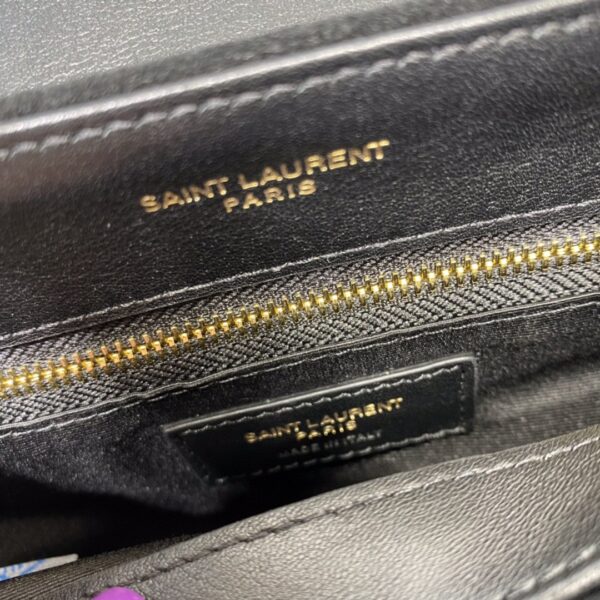 SAINT LAURENT
PARIS
SAINT LAURENT
PARIS
MADE IN ITALY